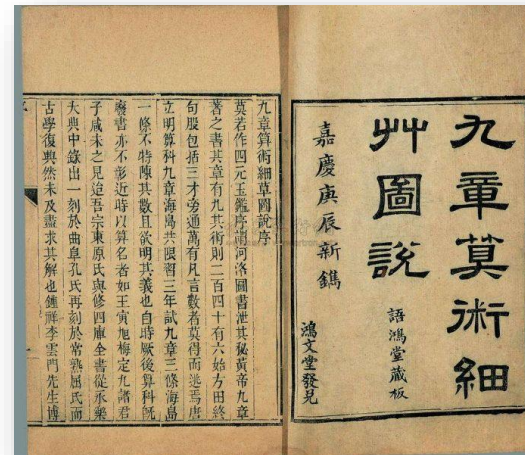 九章算術細
艸圖說
語鴻堂藏板
嘉慶庚辰新鐫
鴻文堂發兌
九章算術細草圖說序
莫若作四元玉鑑序謂河洛圖書泄其秘黃帝九章
著之書其章有九其術則二百四十有六始方田終
句股包括三才旁通萬有凡言數者莫得而逃焉唐
立明算科九章海島共限習三年試九章三條海島
一條不特陳其數且欲明其義也自時厥後算科既
廢書亦不彰近時以算名者如王寅旭梅定九諸君
子咸未之見迨吾宗東原氏與修四庫全書從永樂
大典中錄出一刻於曲阜孔氏再刻於常熟屈氏而
古學復興然未及盡求其解也鍾祥李雲門先生博